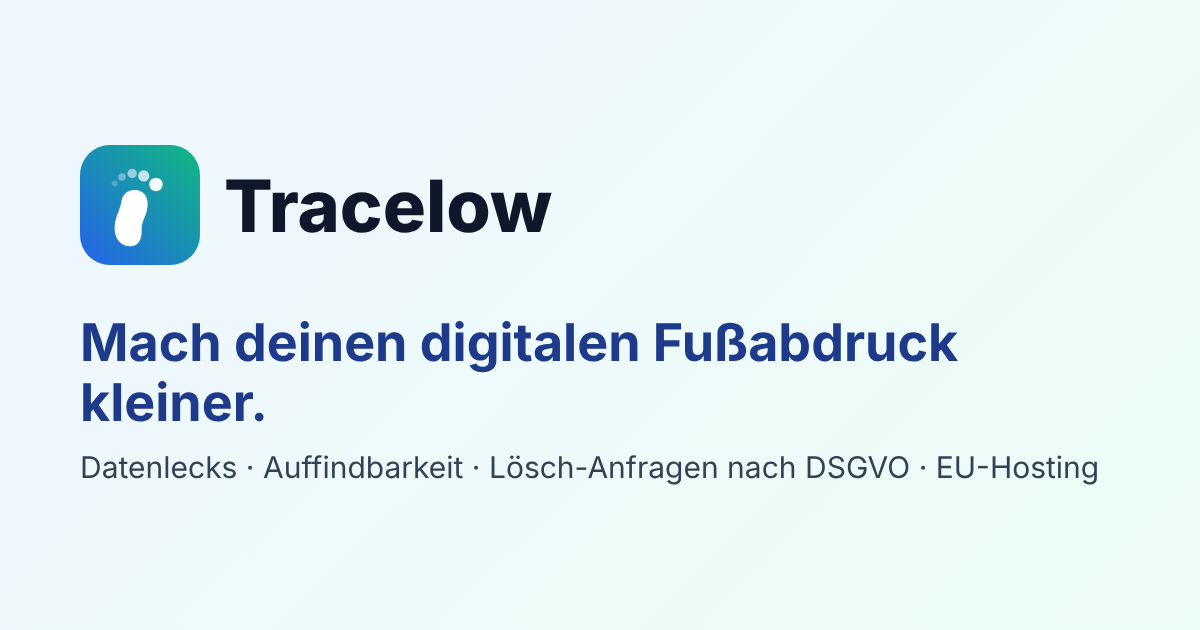 Tracelow
Mach deinen digitalen Fußabdruck
kleiner.
Datenlecks · Auffindbarkeit · Lösch-Anfragen nach DSGVO · EU-Hosting